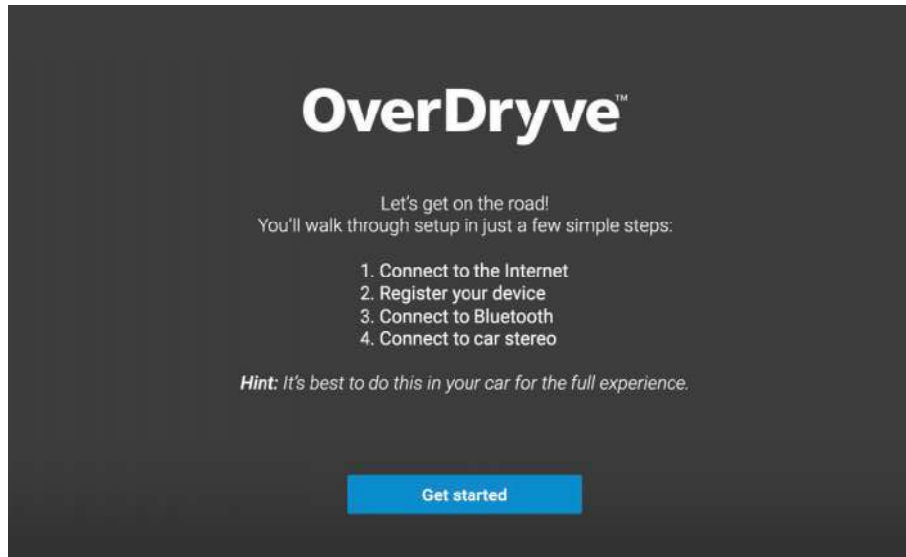 OverDryve™
Let's get on the road!
You'll walk through setup in just a few simple steps:
1. Connect to the Internet
2. Register your device
3. Connect to Bluetooth
4. Connect to car stereo
Hint: It's best to do this in your car for the full experience.
Get started